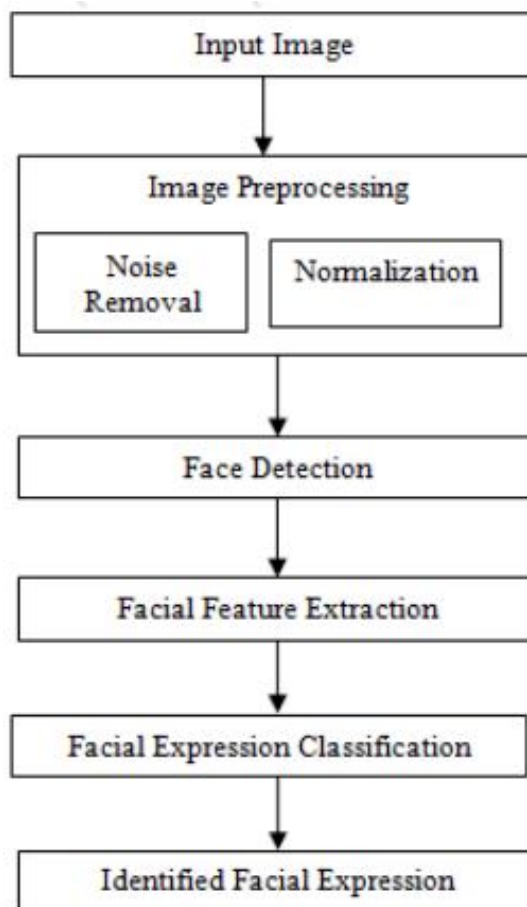 Input Image
Image Preprocessing
Noise
Removal
Normalization
Face Detection
Facial Feature Extraction
Facial Expression Classification
Identified Facial Expression